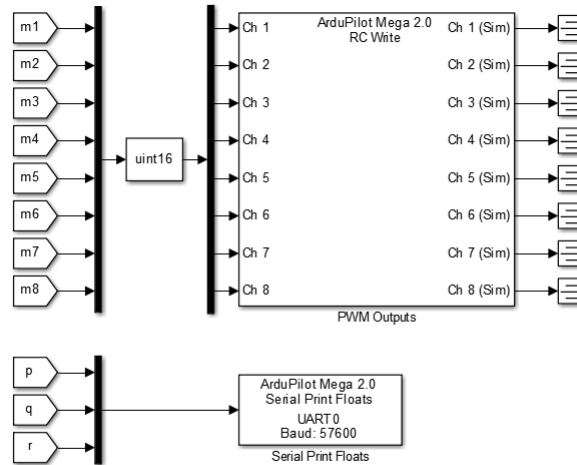 m1
m2
m3
m4
m5
m6
m7
m8
uint16
ArduPilot Mega 2.0
RC Write
Ch 1
Ch 2
Ch 3
Ch 4
Ch 5
Ch 6
Ch 7
Ch 8
Ch 1 (Sim)
Ch 2 (Sim)
Ch 3 (Sim)
Ch 4 (Sim)
Ch 5 (Sim)
Ch 6 (Sim)
Ch 7 (Sim)
Ch 8 (Sim)
PWM Outputs
p
q
r
ArduPilot Mega 2.0
Serial Print Floats
UART0
Baud: 57600
Serial Print Floats